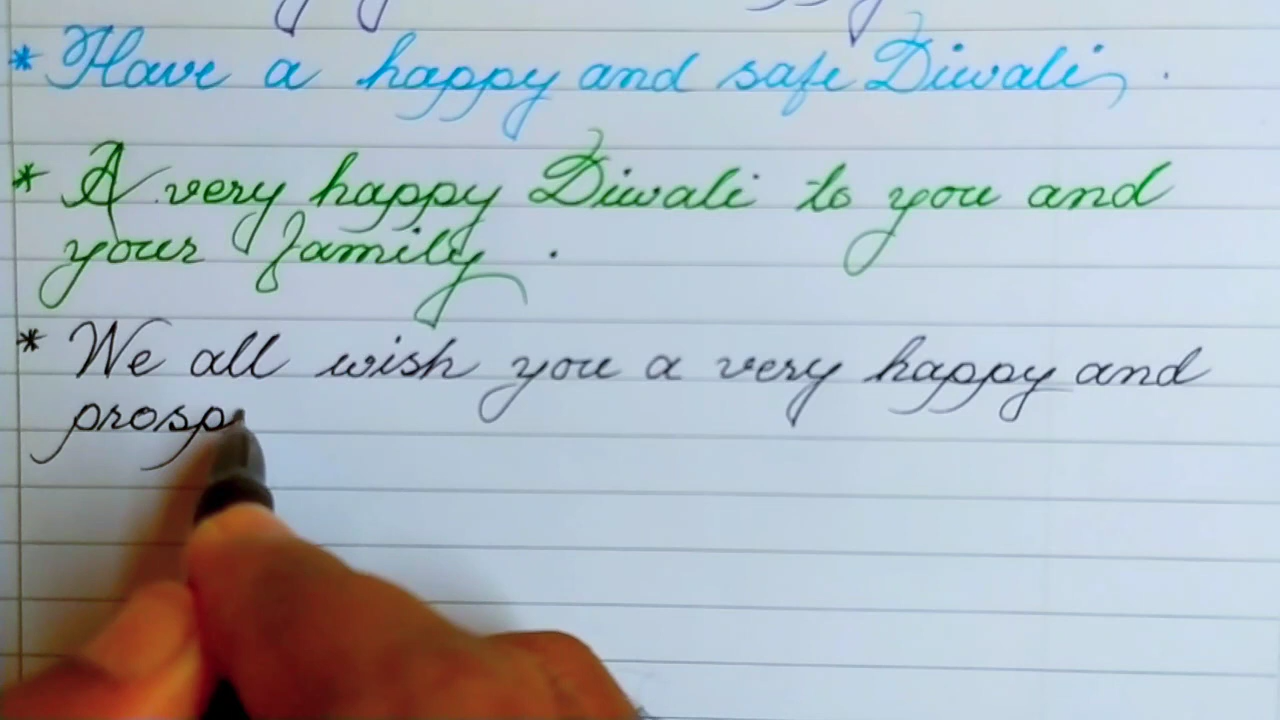 * Have a happy and safe Diwali .
* A very happy Diwali to you and
your family .
* We all wish you a very happy and
prosp